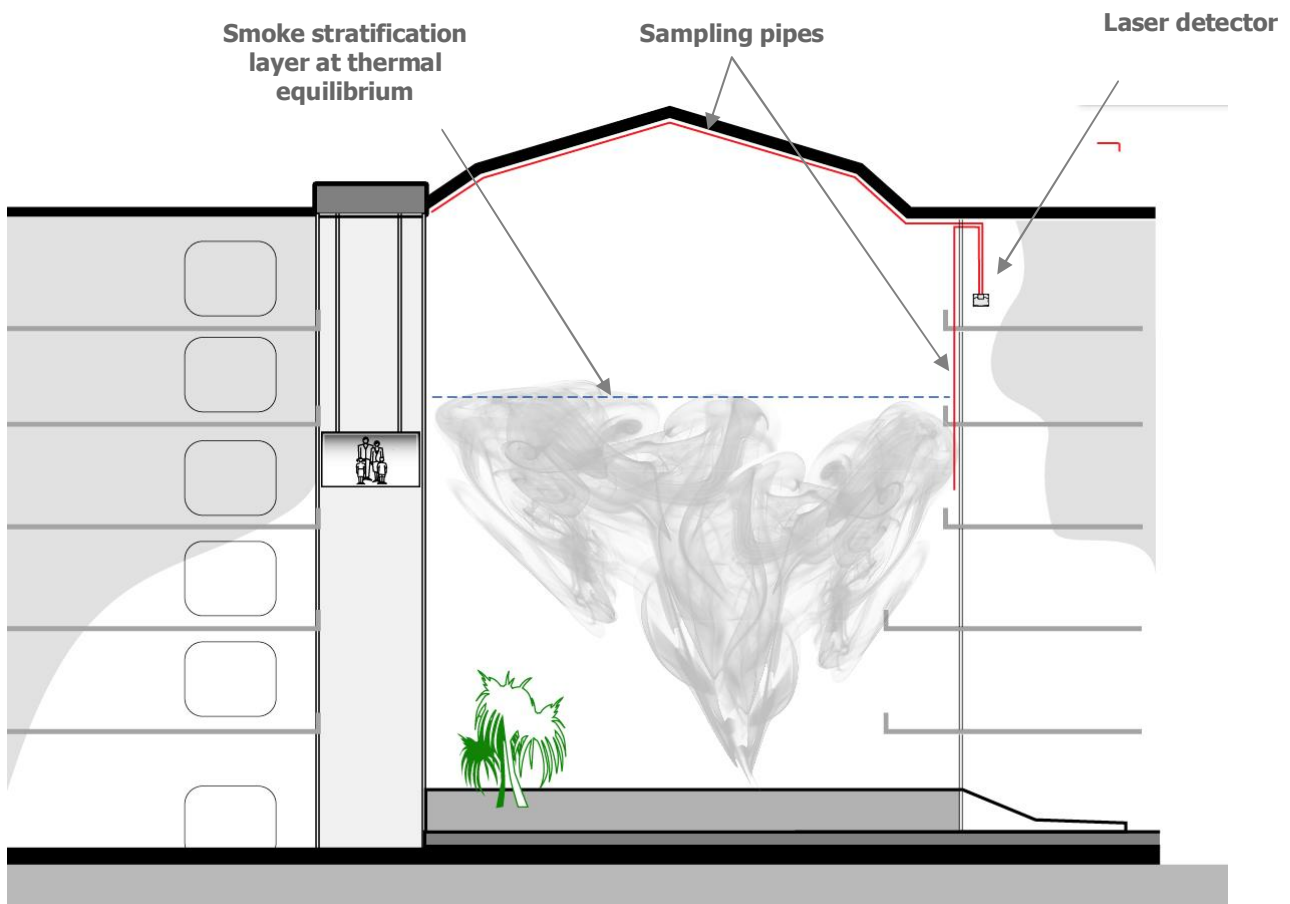 Smoke stratification
layer at thermal
equilibrium
Sampling pipes
Laser detector